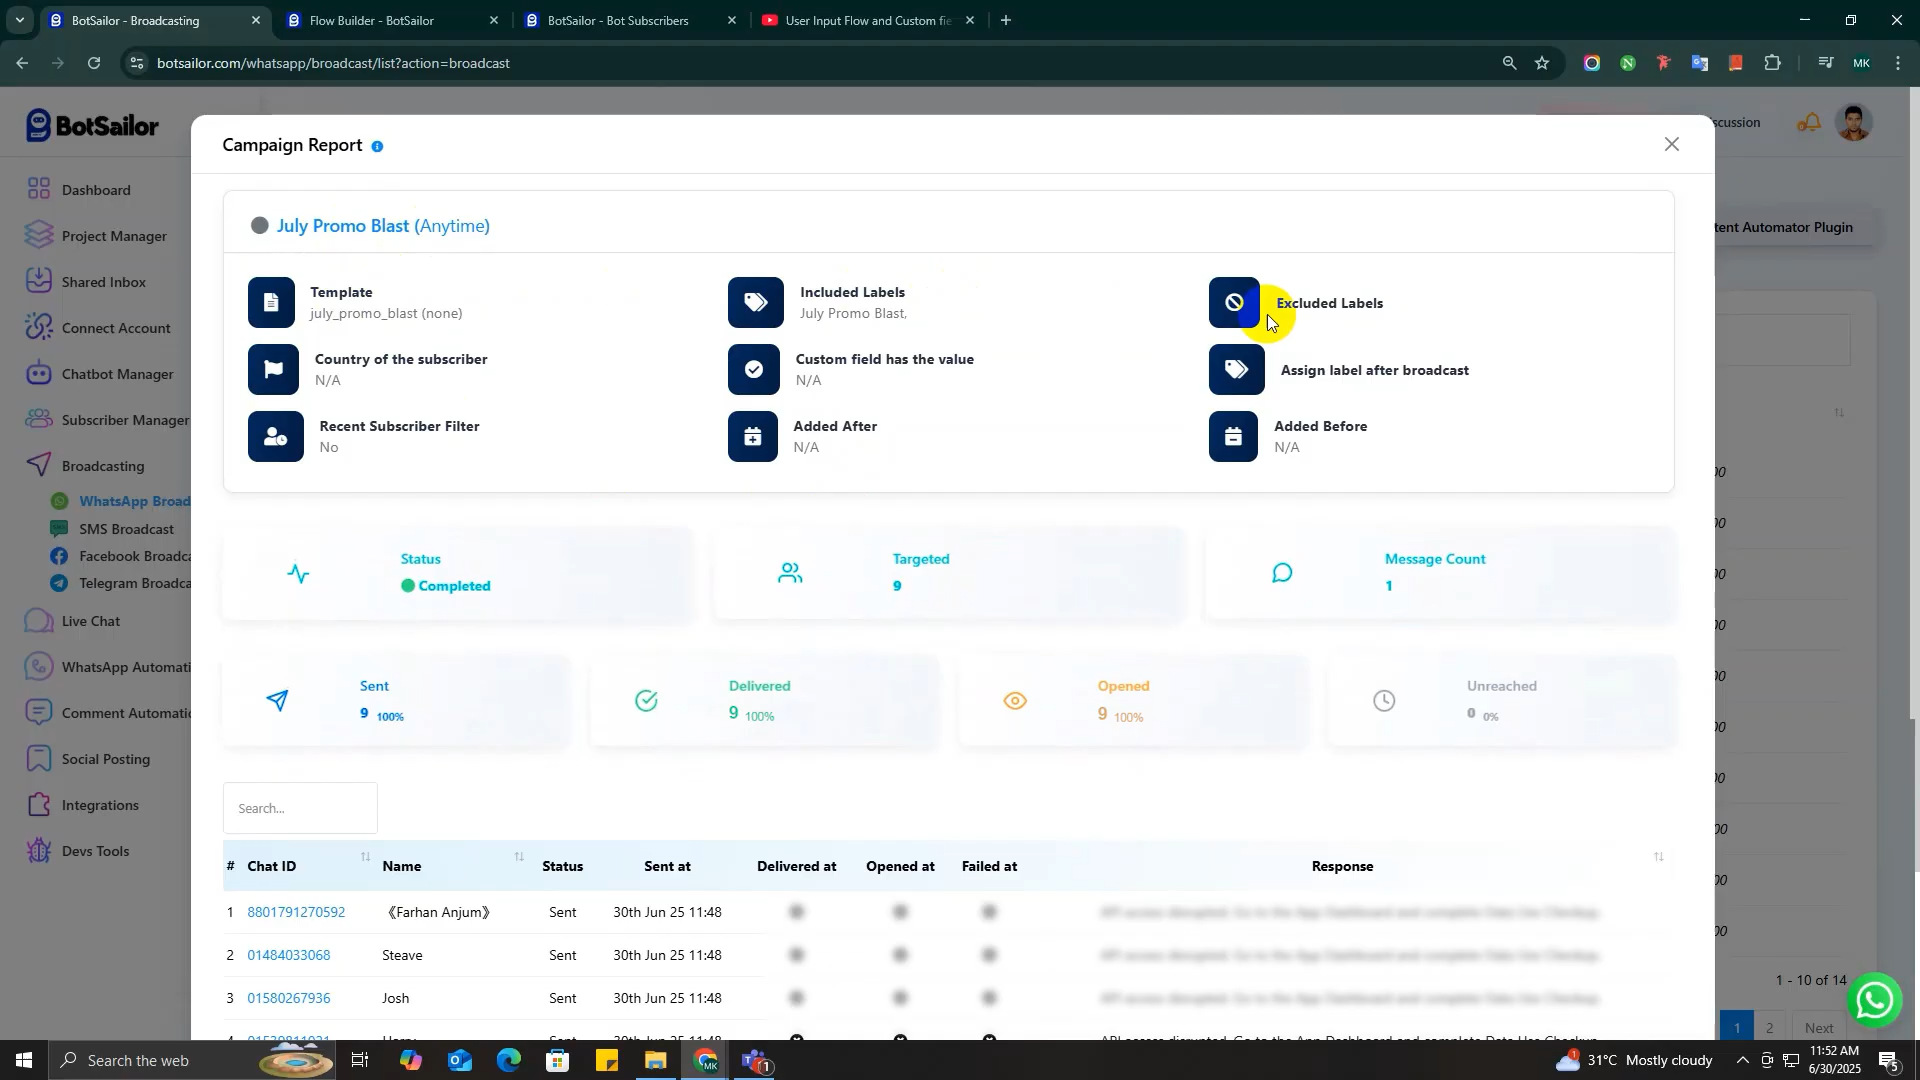 BotSailor - Broadcasting
Flow Builder - BotSailor
BotSailor - Bot Subscribers
User Input Flow and Custom fie
botsailor.com/whatsapp/broadcast/list?action=broadcast
MK
BotSailor
Campaign Report
scussion
Dashboard
July Promo Blast (Anytime)
tent Automator Plugin
Project Manager
Shared Inbox
Template
july_promo_blast (none)
Included Labels
July Promo Blast,
Excluded Labels
Connect Account
Country of the subscriber
N/A
Custom field has the value
N/A
Assign label after broadcast
Chatbot Manager
Subscriber Manager
Recent Subscriber Filter
No
Added After
N/A
Added Before
N/A
Broadcasting
WhatsApp Broad
SMS Broadcast
Facebook Broadca
Telegram Broadca
Status
Completed
Targeted
9
Message Count
1
Live Chat
WhatsApp Automati
Sent
9 100%
Delivered
9 100%
Opened
9 100%
Unreached
0 0%
Comment Automatic
Social Posting
Integrations
Search...
Devs Tools
# Chat ID Name Status Sent at Delivered at Opened at Failed at Response
1 8801791270592 《Farhan Anjum》 Sent 30th Jun 25 11:48
2 01484033068 Steave Sent 30th Jun 25 11:48
3 01580267936 Josh Sent 30th Jun 25 11:48
1 - 10 of 14
1 2 Next
Search the web
MK
1
31°C Mostly cloudy
11:52 AM
6/30/2025
5